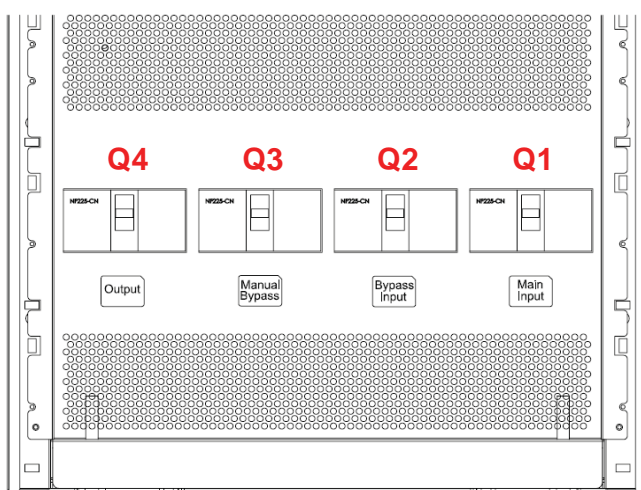 Q4 Q3 Q2 Q1
NF225-CN NF225-CN NF225-CN NF225-CN
Output
Manual
Bypass
Bypass
Input
Main
Input